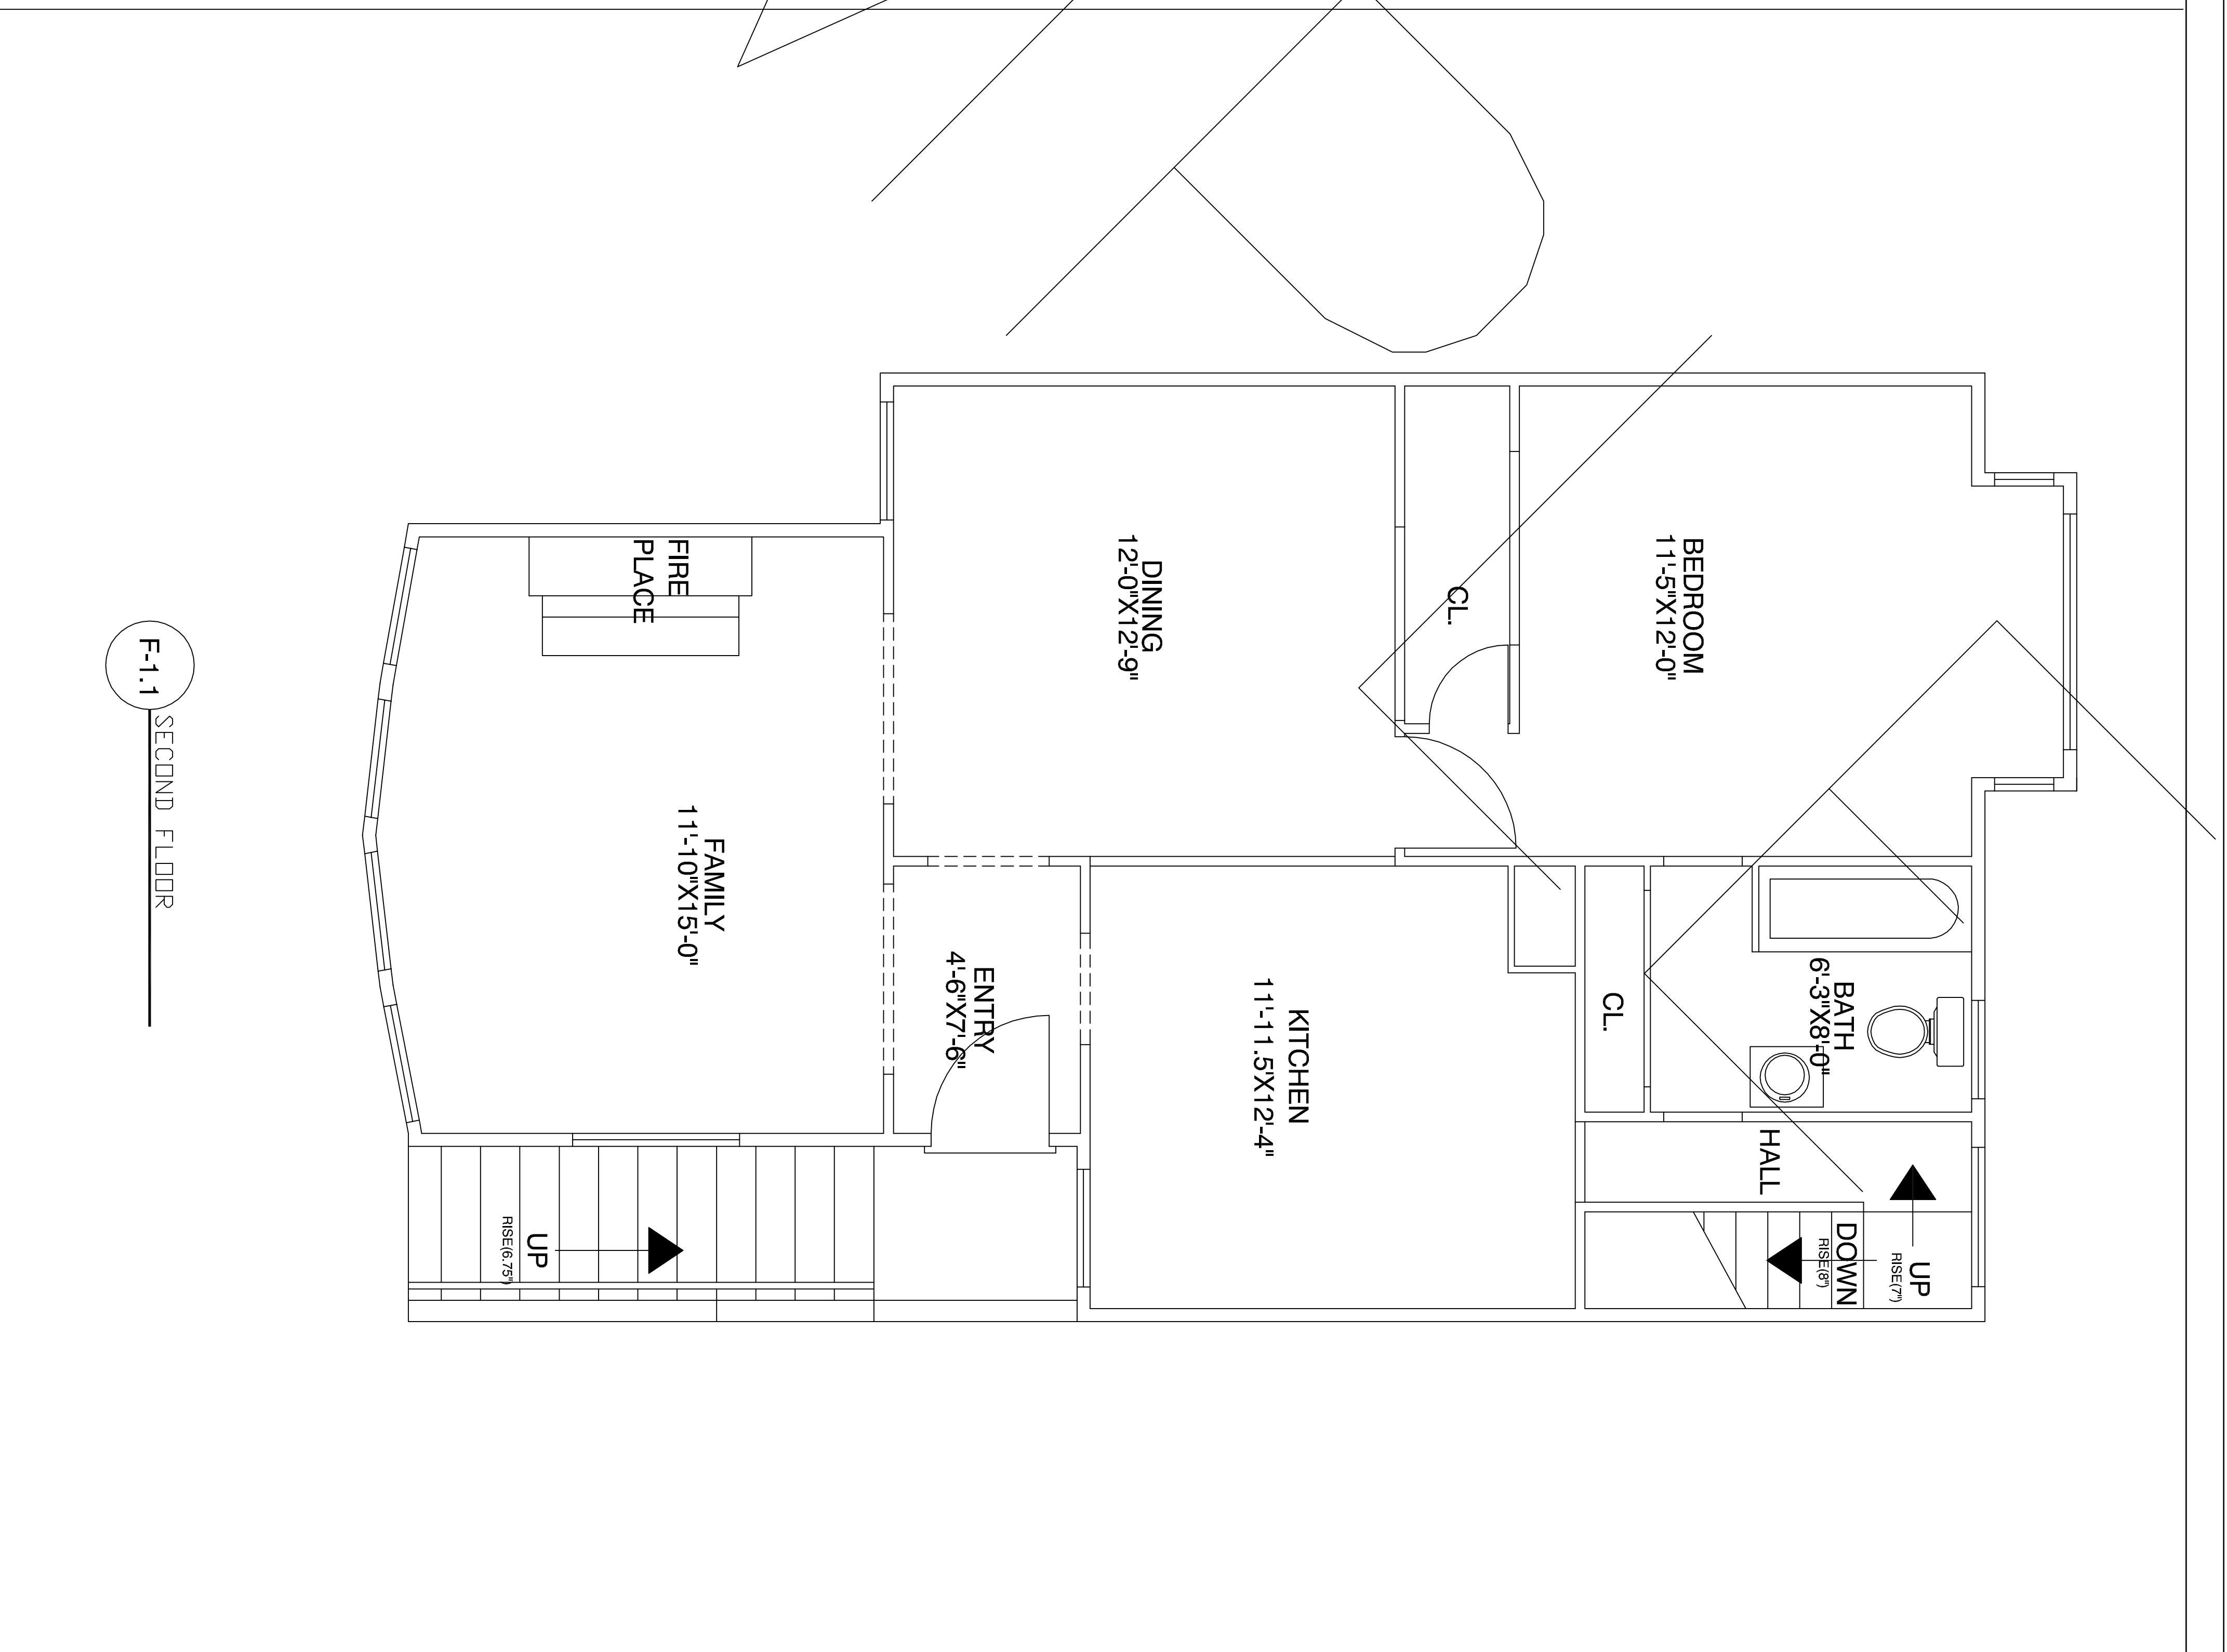 UP
RISE(7")
DOWN
RISE(8")
BATH
6'-3"X8'-0"
HALL
BEDROOM
11'-5"X12'-0"
CL.
CL.
KITCHEN
11'-11.5'X12'-4"
DINING
12'-0"X12'-9"
ENTRY
4'-6"X7'-6"
FAMILY
11'-10"X15'-0"
FIRE
PLACE
UP
RISE(6.75")
SECOND FLOOR
F-1.1